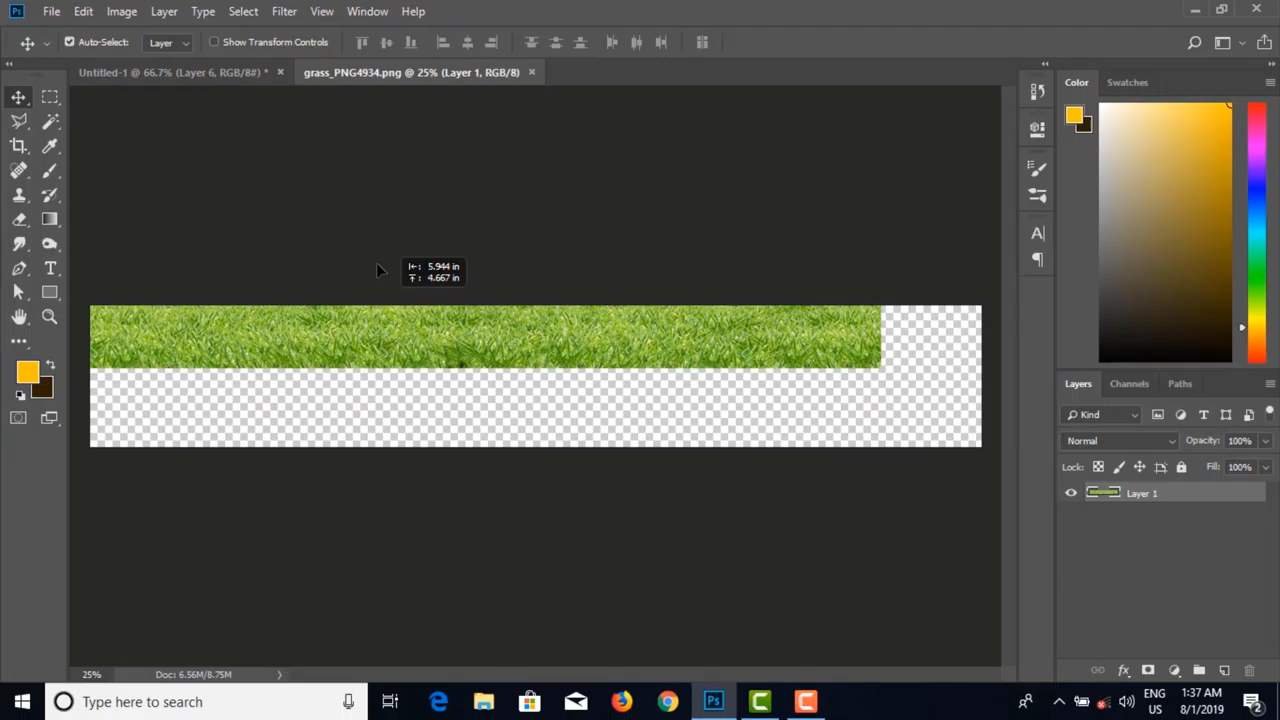 Ps File Edit Image Layer Type Select Filter View Window Help
Auto-Select: Layer Show Transform Controls
Untitled-1 @ 66.7% (Layer 6, RGB/8#) * × grass_PNG4934.png @ 25% (Layer 1, RGB/8) ×
Color Swatches
5.944 in
4.667 in
Layers Channels Paths
Kind
Normal Opacity: 100%
Lock: Fill: 100%
Layer 1
25% Doc: 6.56M/8.75M
Type here to search
Ps
ENG
US
1:37 AM
8/1/2019
2